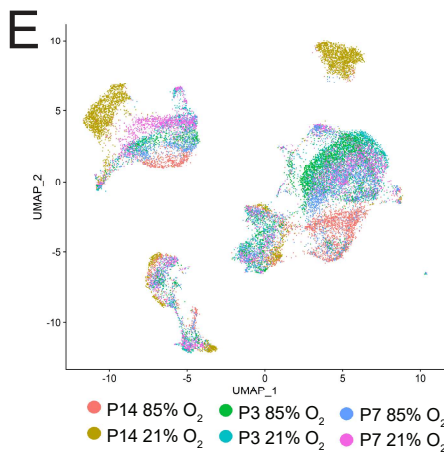 E
10
5
0
-5
-10
UMAP_2
-10 -5 0 5 10
UMAP_1
P14 85% O₂ P3 85% O₂ P7 85% O₂
P14 21% O₂ P3 21% O₂ P7 21% O₂